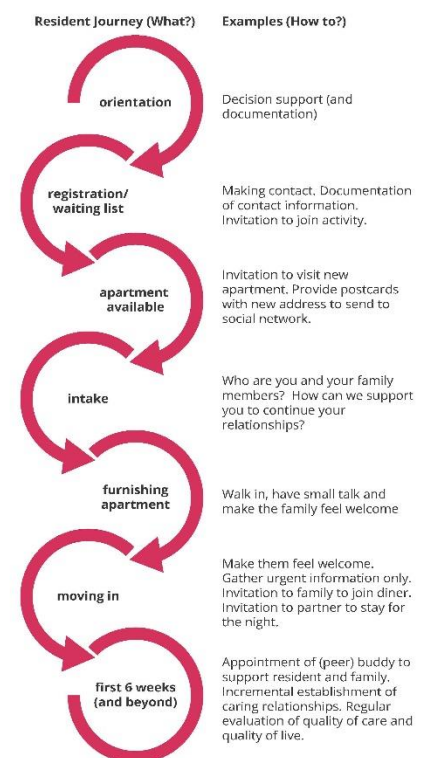 Resident Journey (What?)
Examples (How to?)
orientation
Decision support (and
documentation)
registration/
waiting list
Making contact. Documentation
of contact information.
Invitation to join activity.
apartment
available
Invitation to visit new
apartment. Provide postcards
with new address to send to
social network.
intake
Who are you and your family
members? How can we support
you to continue your
relationships?
furnishing
apartment
Walk in, have small talk and
make the family feel welcome
moving in
Make them feel welcome.
Gather urgent information only.
Invitation to family to join diner.
Invitation to partner to stay for
the night.
first 6 weeks
(and beyond)
Appointment of (peer) buddy to
support resident and family.
Incremental establishment of
caring relationships. Regular
evaluation of quality of care and
quality of live.